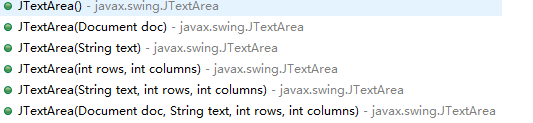 JTextArea() - javax.swing.JTextArea
JTextArea(Document doc) - javax.swing.JTextArea
JTextArea(String text) - javax.swing.JTextArea
JTextArea(int rows, int columns) - javax.swing.JTextArea
JTextArea(String text, int rows, int columns) - javax.swing.JTextArea
JTextArea(Document doc, String text, int rows, int columns) - javax.swing.JTextArea